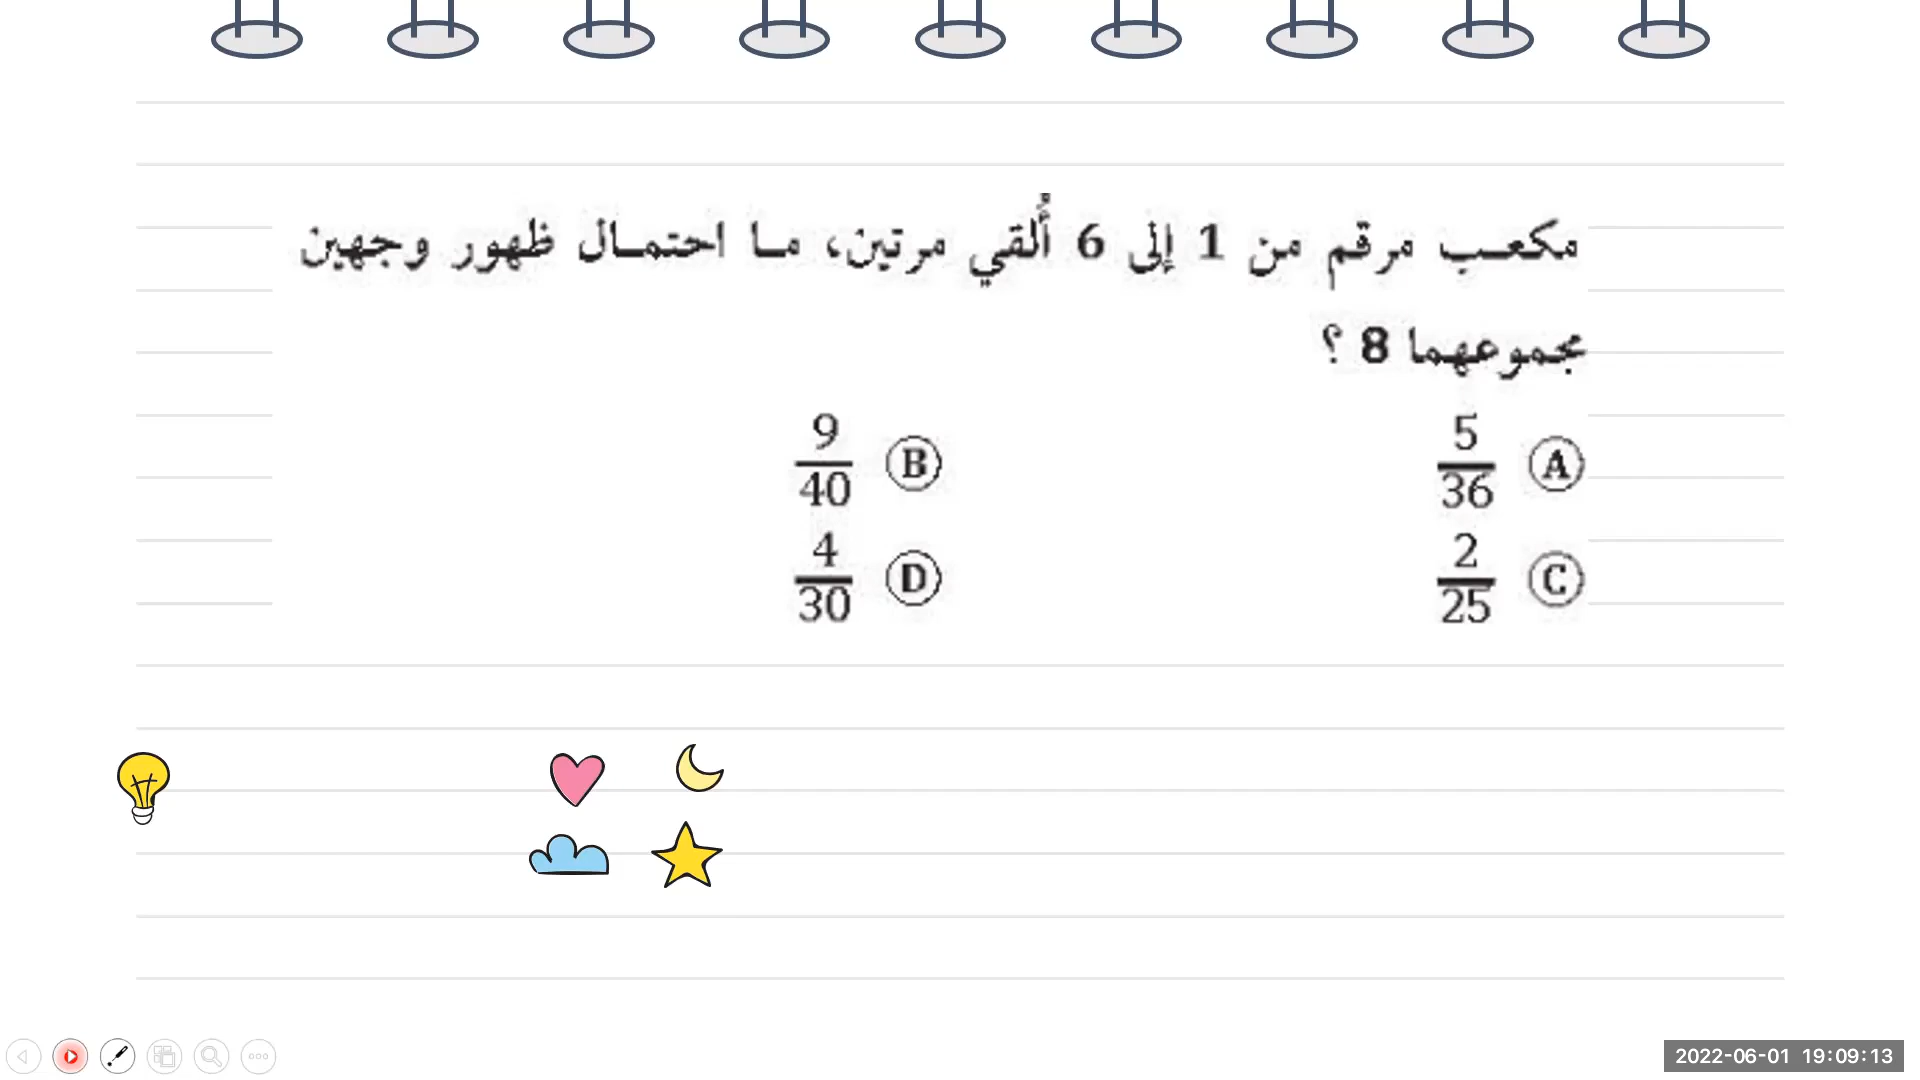 مكعب مرقم من 1 إلى 6 أُلقي مرتين، ما احتمال ظهور وجهين
مجموعهما 8 ؟
A 5/36
B 9/40
C 2/25
D 4/30
2022-06-01 19:09:13